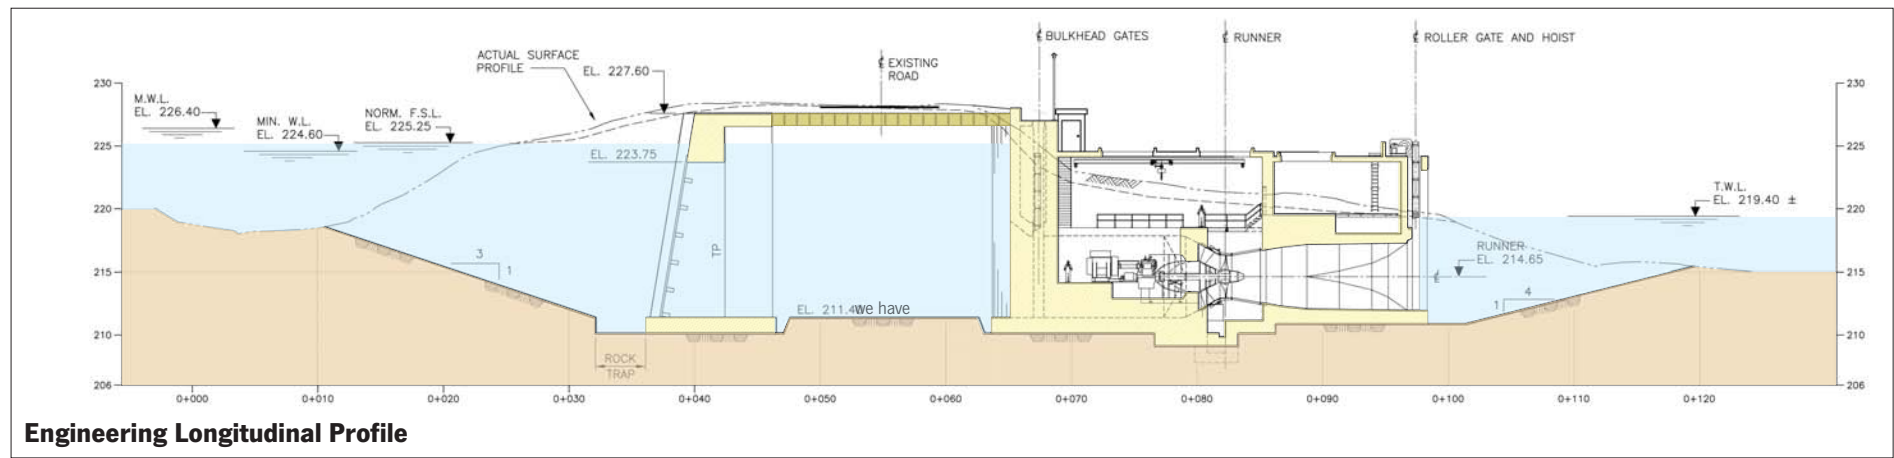 BULKHEAD GATES
RUNNER
ROLLER GATE AND HOIST
ACTUAL SURFACE
PROFILE
EL. 227.60
EXISTING
ROAD
230
230
M.W.L.
EL. 226.40
MIN. W.L.
EL. 224.60
NORM. F.S.L.
EL. 225.25
225
225
EL. 223.75
220
220
T.W.L.
EL. 219.40 ±
TP
3
1
RUNNER
EL. 214.65
215
215
4
1
EL. 211.4
we have
210
210
ROCK
TRAP
206
206
0+000
0+010
0+020
0+030
0+040
0+050
0+060
0+070
0+080
0+090
0+100
0+110
0+120
Engineering Longitudinal Profile